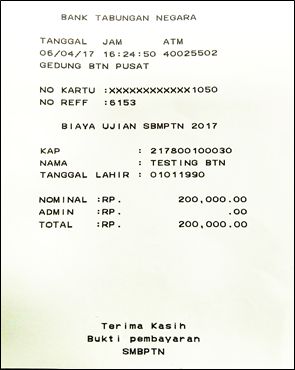 BANK TABUNGAN NEGARA
TANGGAL JAM ATM
06/04/17 16:24:50 40025502
GEDUNG BTN PUSAT
NO KARTU :XXXXXXXXXXXX1050
NO REFF :6153
BIAYA UJIAN SBMPTN 2017
KAP : 217800100030
NAMA : TESTING BTN
TANGGAL LAHIR : 01011990
NOMINAL :RP. 200,000.00
ADMIN :RP. .00
TOTAL :RP. 200,000.00
Terima Kasih
Bukti pembayaran
SMBPTN